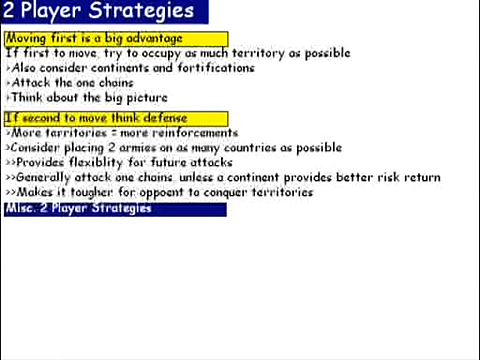 2 Player Strategies
Moving first is a big advantage
If first to move, try to occupy as much territory as possible
>Also consider continents and fortifications
>Attack the one chains
>Think about the big picture
If second to move think defense
>More territories = more reinforcements
>Consider placing 2 armies on as many countries as possible
>>Provides flexiblity for future attacks
>>Generally attack one chains, unless a continent provides better risk return
>>Makes it tougher for oppoent to conquer territories
Misc. 2 Player Strategies